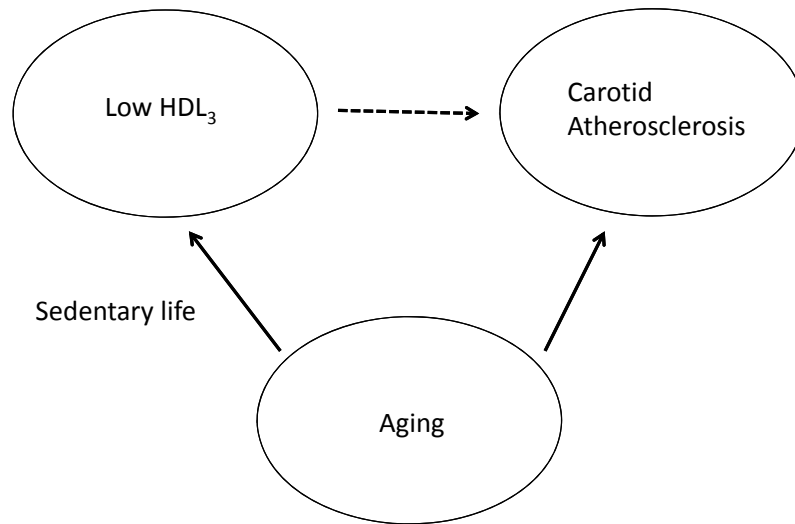 Low HDL₃
Carotid
Atherosclerosis
Sedentary life
Aging